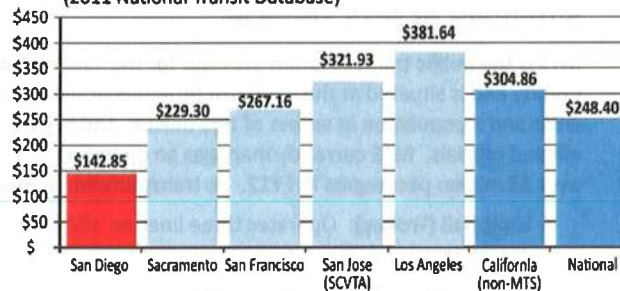 (2011 National Transit Database)
$450
$400
$350
$300
$250
$200
$150
$100
$50
$
$142.85
$229.30
$267.16
$321.93
$381.64
$304.86
$248.40
San Diego
Sacramento
San Francisco
San Jose
(SCVTA)
Los Angeles
California
(non-MTS)
National